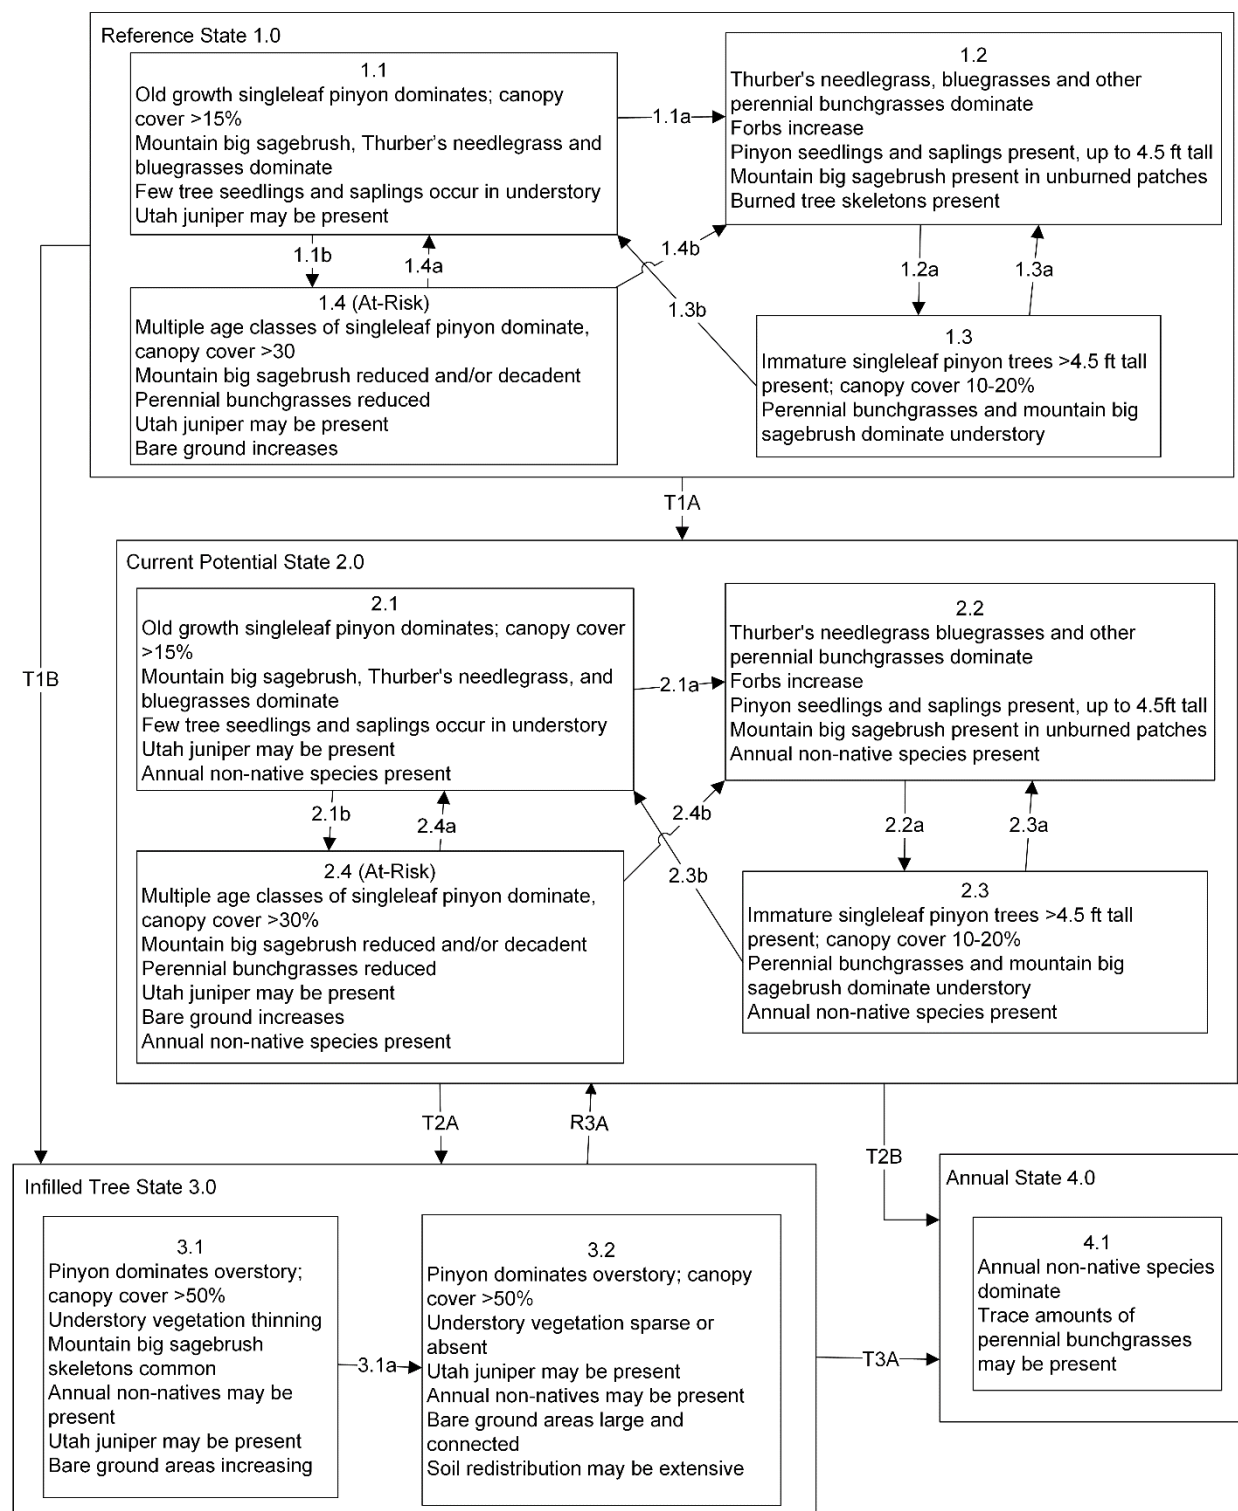 Reference State 1.0
1.1
Old growth singleleaf pinyon dominates; canopy
cover >15%
Mountain big sagebrush, Thurber’s needlegrass and
bluegrasses dominate
Few tree seedlings and saplings occur in understory
Utah juniper may be present
1.1a
1.2
Thurber's needlegrass, bluegrasses and other
perennial bunchgrasses dominate
Forbs increase
Pinyon seedlings and saplings present, up to 4.5 ft tall
Mountain big sagebrush present in unburned patches
Burned tree skeletons present
1.1b
1.4a
1.4b
1.3b
1.2a
1.3a
1.4 (At-Risk)
Multiple age classes of singleleaf pinyon dominate,
canopy cover >30
Mountain big sagebrush reduced and/or decadent
Perennial bunchgrasses reduced
Utah juniper may be present
Bare ground increases
1.3
Immature singleleaf pinyon trees >4.5 ft tall
present; canopy cover 10-20%
Perennial bunchgrasses and mountain big
sagebrush dominate understory
T1A
T1B
Current Potential State 2.0
2.1
Old growth singleleaf pinyon dominates; canopy cover
>15%
Mountain big sagebrush, Thurber's needlegrass, and
bluegrasses dominate
Few tree seedlings and saplings occur in understory
Utah juniper may be present
Annual non-native species present
2.1a
2.2
Thurber's needlegrass bluegrasses and other
perennial bunchgrasses dominate
Forbs increase
Pinyon seedlings and saplings present, up to 4.5ft tall
Mountain big sagebrush present in unburned patches
Annual non-native species present
2.1b
2.4a
2.4b
2.3b
2.2a
2.3a
2.4 (At-Risk)
Multiple age classes of singleleaf pinyon dominate,
canopy cover >30%
Mountain big sagebrush reduced and/or decadent
Perennial bunchgrasses reduced
Utah juniper may be present
Bare ground increases
Annual non-native species present
2.3
Immature singleleaf pinyon trees >4.5 ft tall
present; canopy cover 10-20%
Perennial bunchgrasses and mountain big
sagebrush dominate understory
Annual non-native species present
T2A
R3A
T2B
Infilled Tree State 3.0
3.1
Pinyon dominates overstory;
canopy cover >50%
Understory vegetation thinning
Mountain big sagebrush
skeletons common
Annual non-natives may be
present
Utah juniper may be present
Bare ground areas increasing
3.1a
3.2
Pinyon dominates overstory; canopy
cover >50%
Understory vegetation sparse or
absent
Utah juniper may be present
Annual non-natives may be present
Bare ground areas large and
connected
Soil redistribution may be extensive
T3A
Annual State 4.0
4.1
Annual non-native species
dominate
Trace amounts of
perennial bunchgrasses
may be present